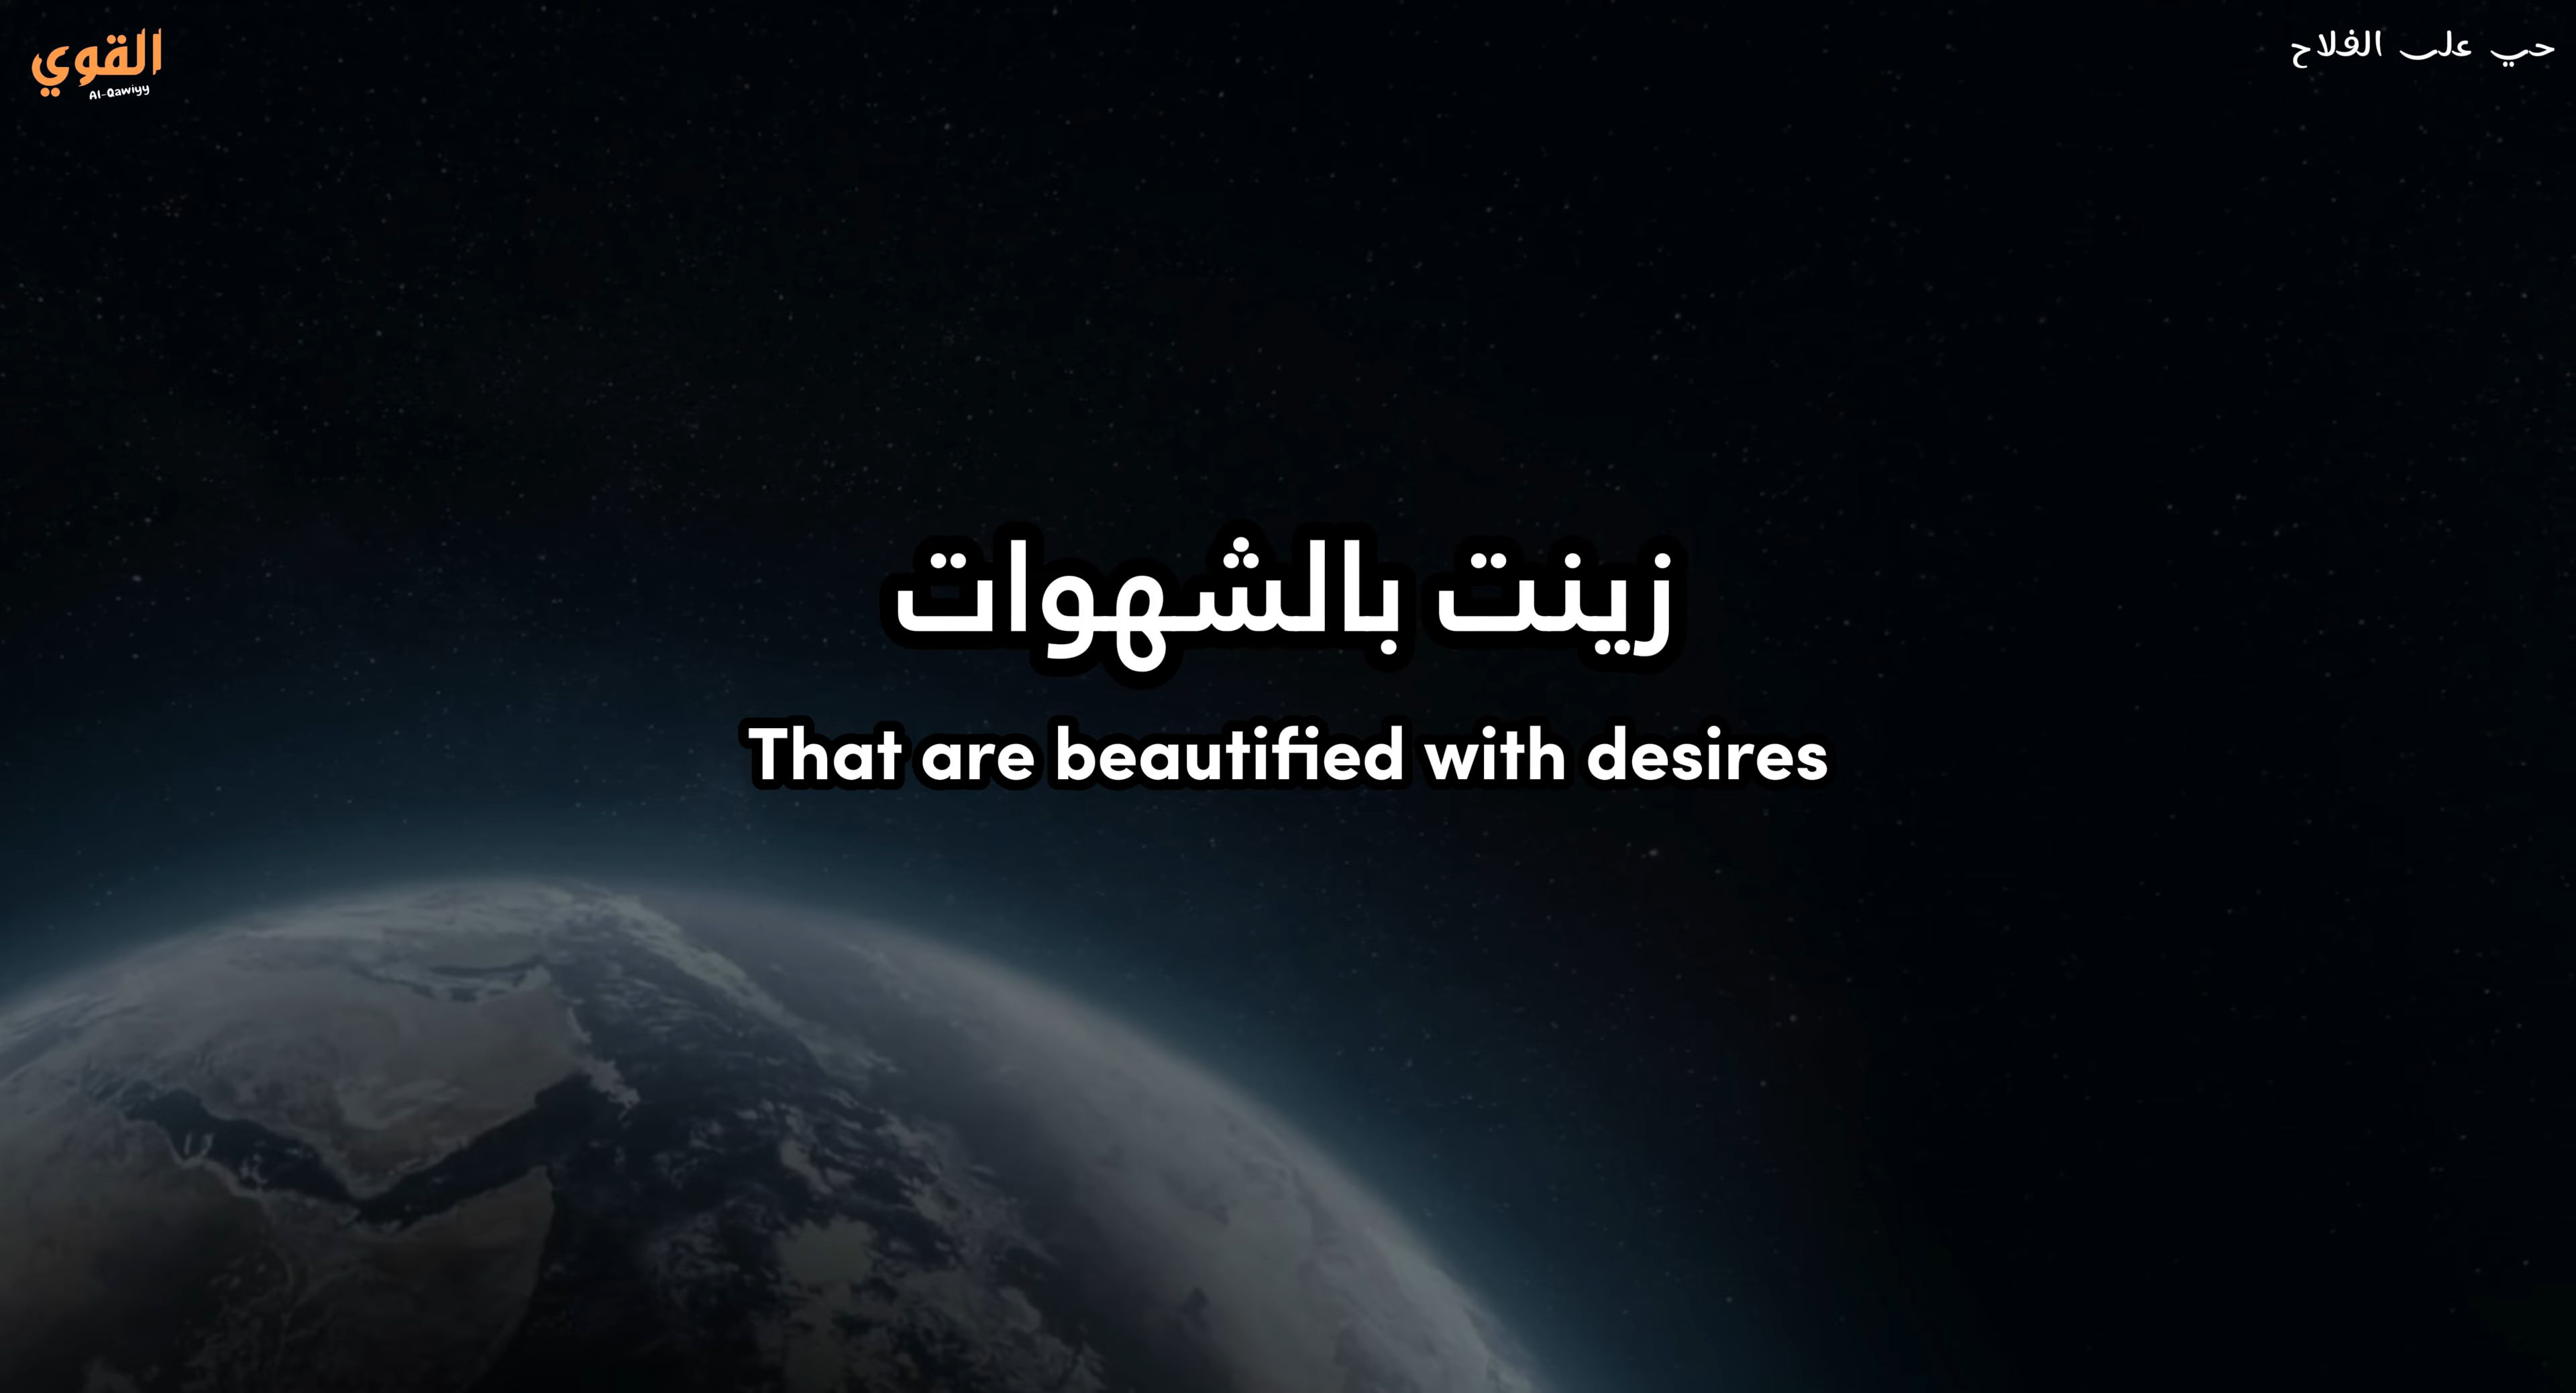 القوي
Al-Qawiyy
حي على الفلاح
زينت بالشهوات
That are beautified with desires